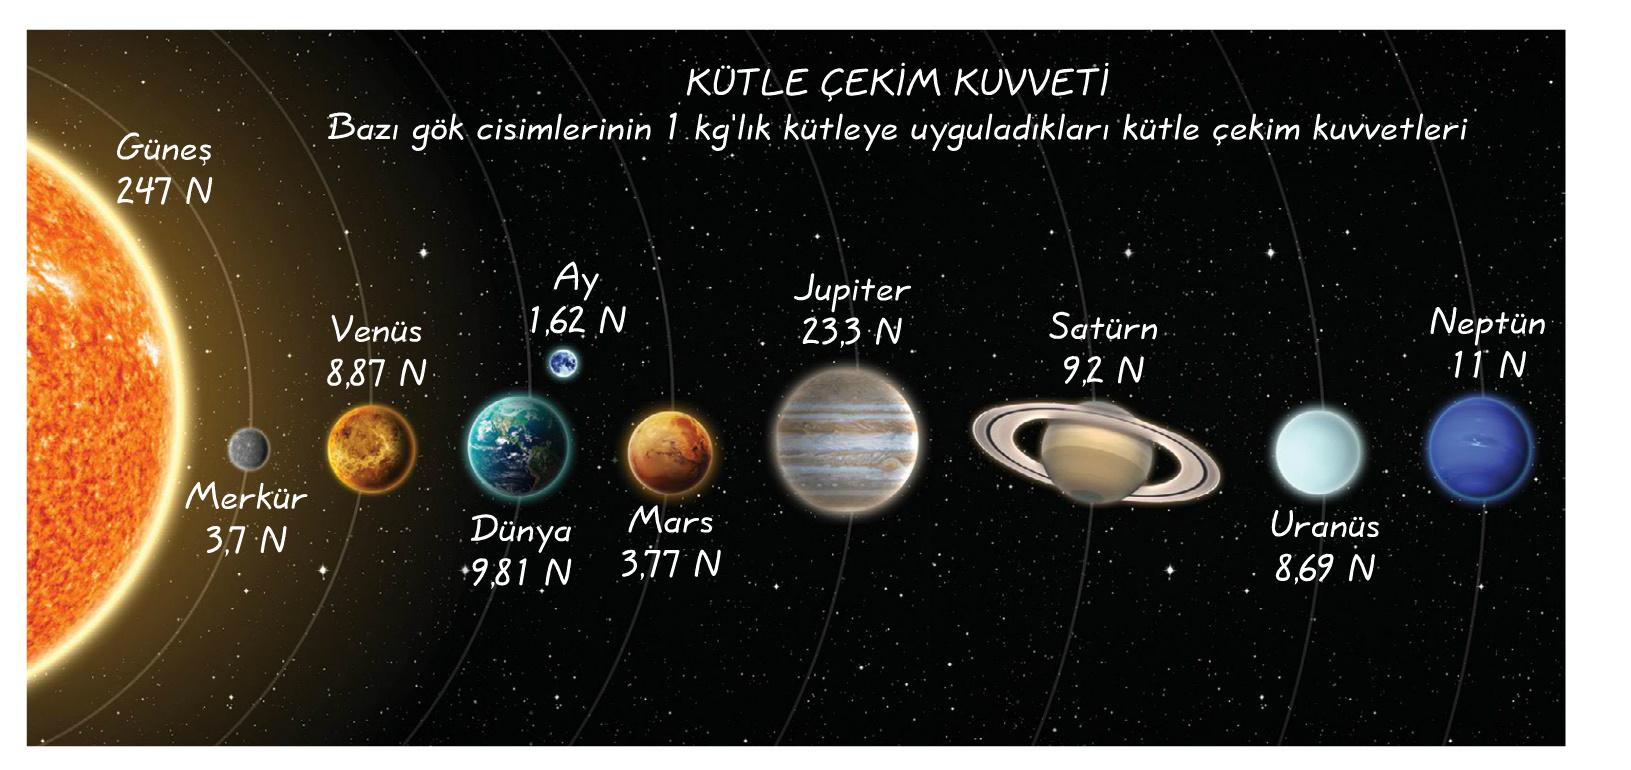 KÜTLE ÇEKİM KUVVETİ
Bazı gök cisimlerinin 1 kg'lık kütleye uyguladıkları kütle çekim kuvvetleri
Güneş
247 N
Merkür
3,7 N
Venüs
8,87 N
Dünya
9,81 N
Ay
1,62 N
Mars
3,77 N
Jupiter
23,3 N
Satürn
9,2 N
Uranüs
8,69 N
Neptün
11 N